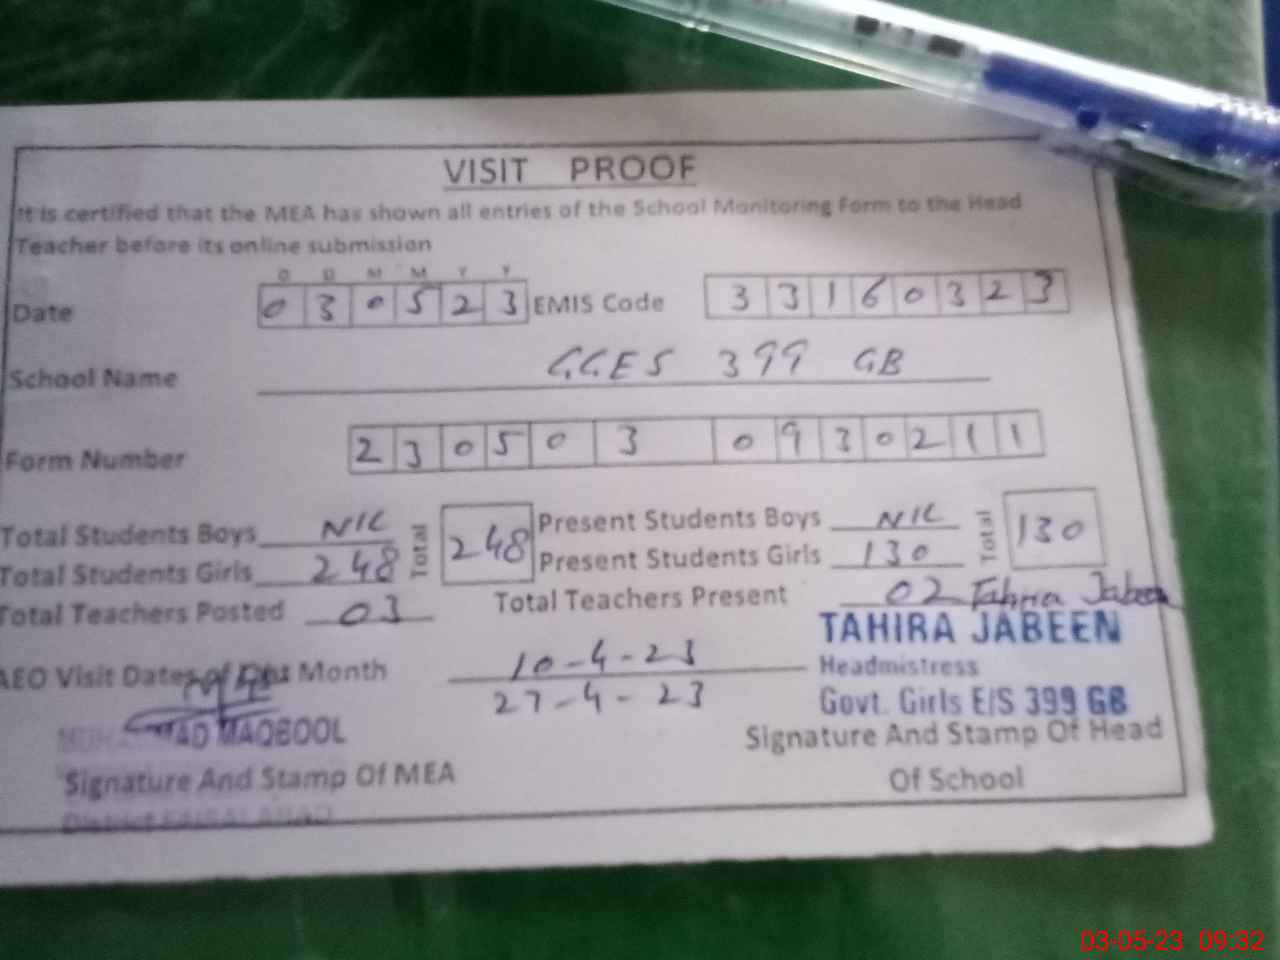 VISIT PROOF
It is certified that the MEA has shown all entries of the School Monitoring Form to the Head
Teacher before its online submission
D D M M Y Y
Date 0 3 0 5 2 3 EMIS Code 3 3 1 6 0 3 2 3
School Name GGES 399 GB
Form Number 2 3 0 5 0 3 0 9 3 0 2 1 1
Total Students Boys NIL Total 248 Present Students Boys NIL Total 130
Total Students Girls 248 Present Students Girls 130
Total Teachers Posted 03 Total Teachers Present 02 Tahira Jabeen
TAHIRA JABEEN
AEO Visit Dates of Last Month 10-4-23 Headmistress
27-4-23 Govt. Girls E/S 399 GB
MUHAMMAD MAQBOOL Signature And Stamp Of Head
Signature And Stamp Of MEA Of School
District FAISALABAD
03-05-23 09:32